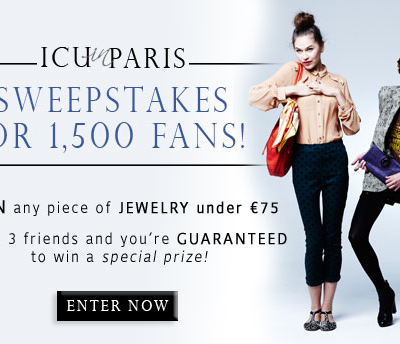 ICU in PARIS
SWEEPSTAKES
OR 1,500 FANS!
N any piece of JEWELRY under €75
3 friends and you're GUARANTEED
to win a special prize!
ENTER NOW